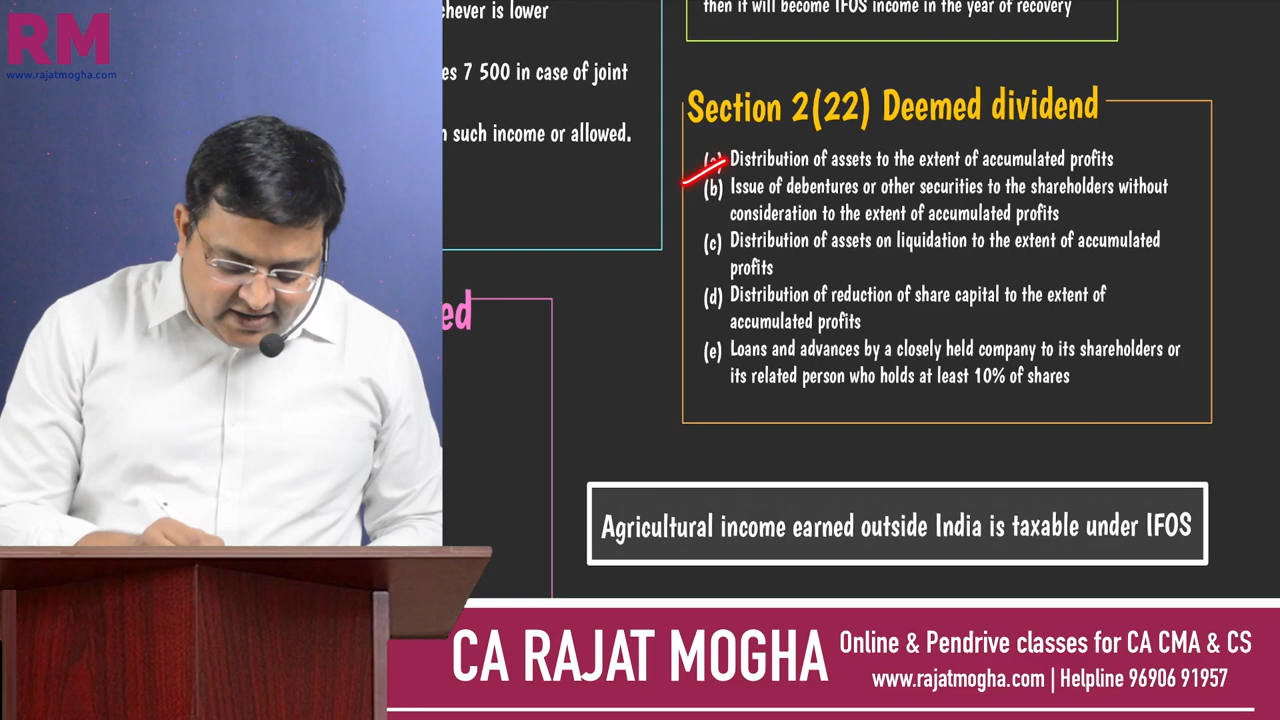 RM
www.rajatmogha.com
whichever is lower
es 7 500 in case of joint
n such income or allowed.
ed
then it will become IFOS income in the year of recovery
Section 2(22) Deemed dividend
(a) Distribution of assets to the extent of accumulated profits
(b) Issue of debentures or other securities to the shareholders without
consideration to the extent of accumulated profits
(c) Distribution of assets on liquidation to the extent of accumulated
profits
(d) Distribution of reduction of share capital to the extent of
accumulated profits
(e) Loans and advances by a closely held company to its shareholders or
its related person who holds at least 10% of shares
Agricultural income earned outside India is taxable under IFOS
CA RAJAT MOGHA
Online & Pendrive classes for CA CMA & CS
www.rajatmogha.com | Helpline 96906 91957